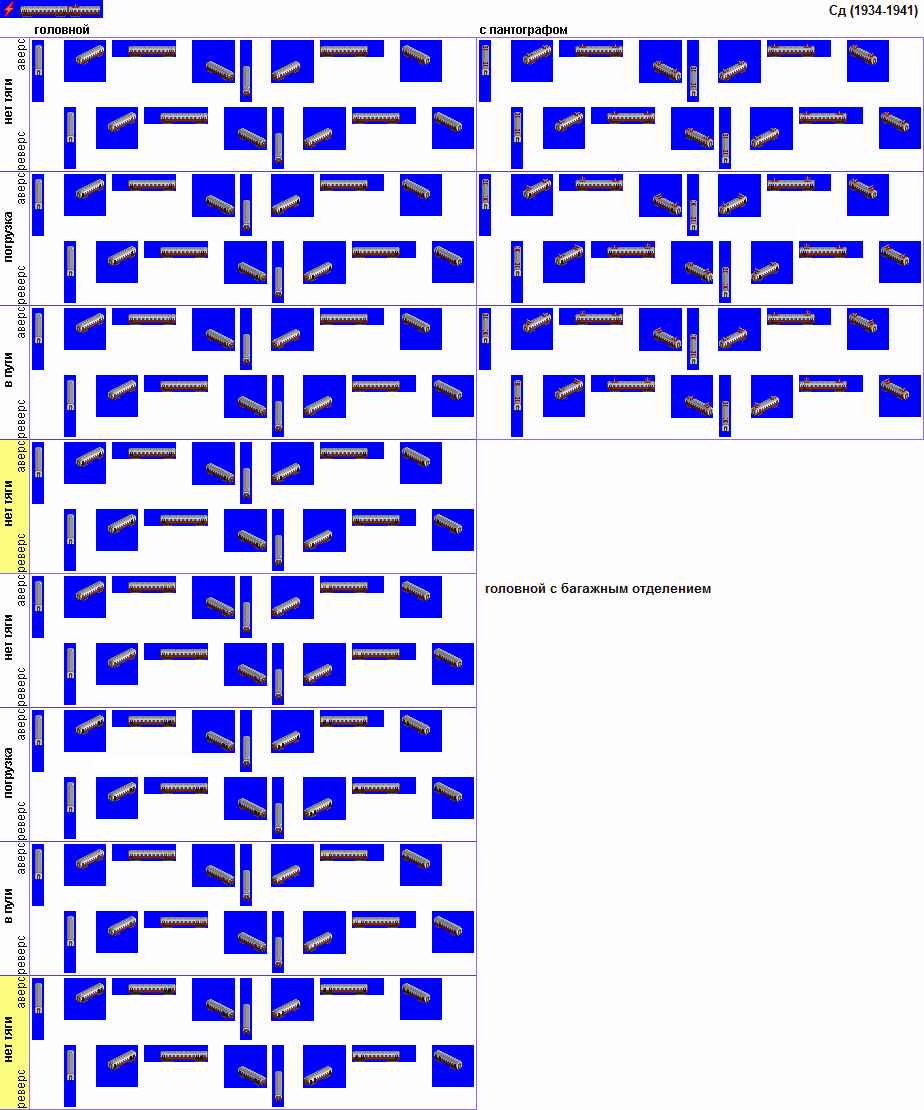 Сд (1934-1941)
головной
с пантографом
нет тяги
аверс
реверс
погрузка
аверс
реверс
в пути
аверс
реверс
нет тяги
аверс
реверс
головной с багажным отделением
нет тяги
аверс
реверс
погрузка
аверс
реверс
в пути
аверс
реверс
нет тяги
аверс
реверс